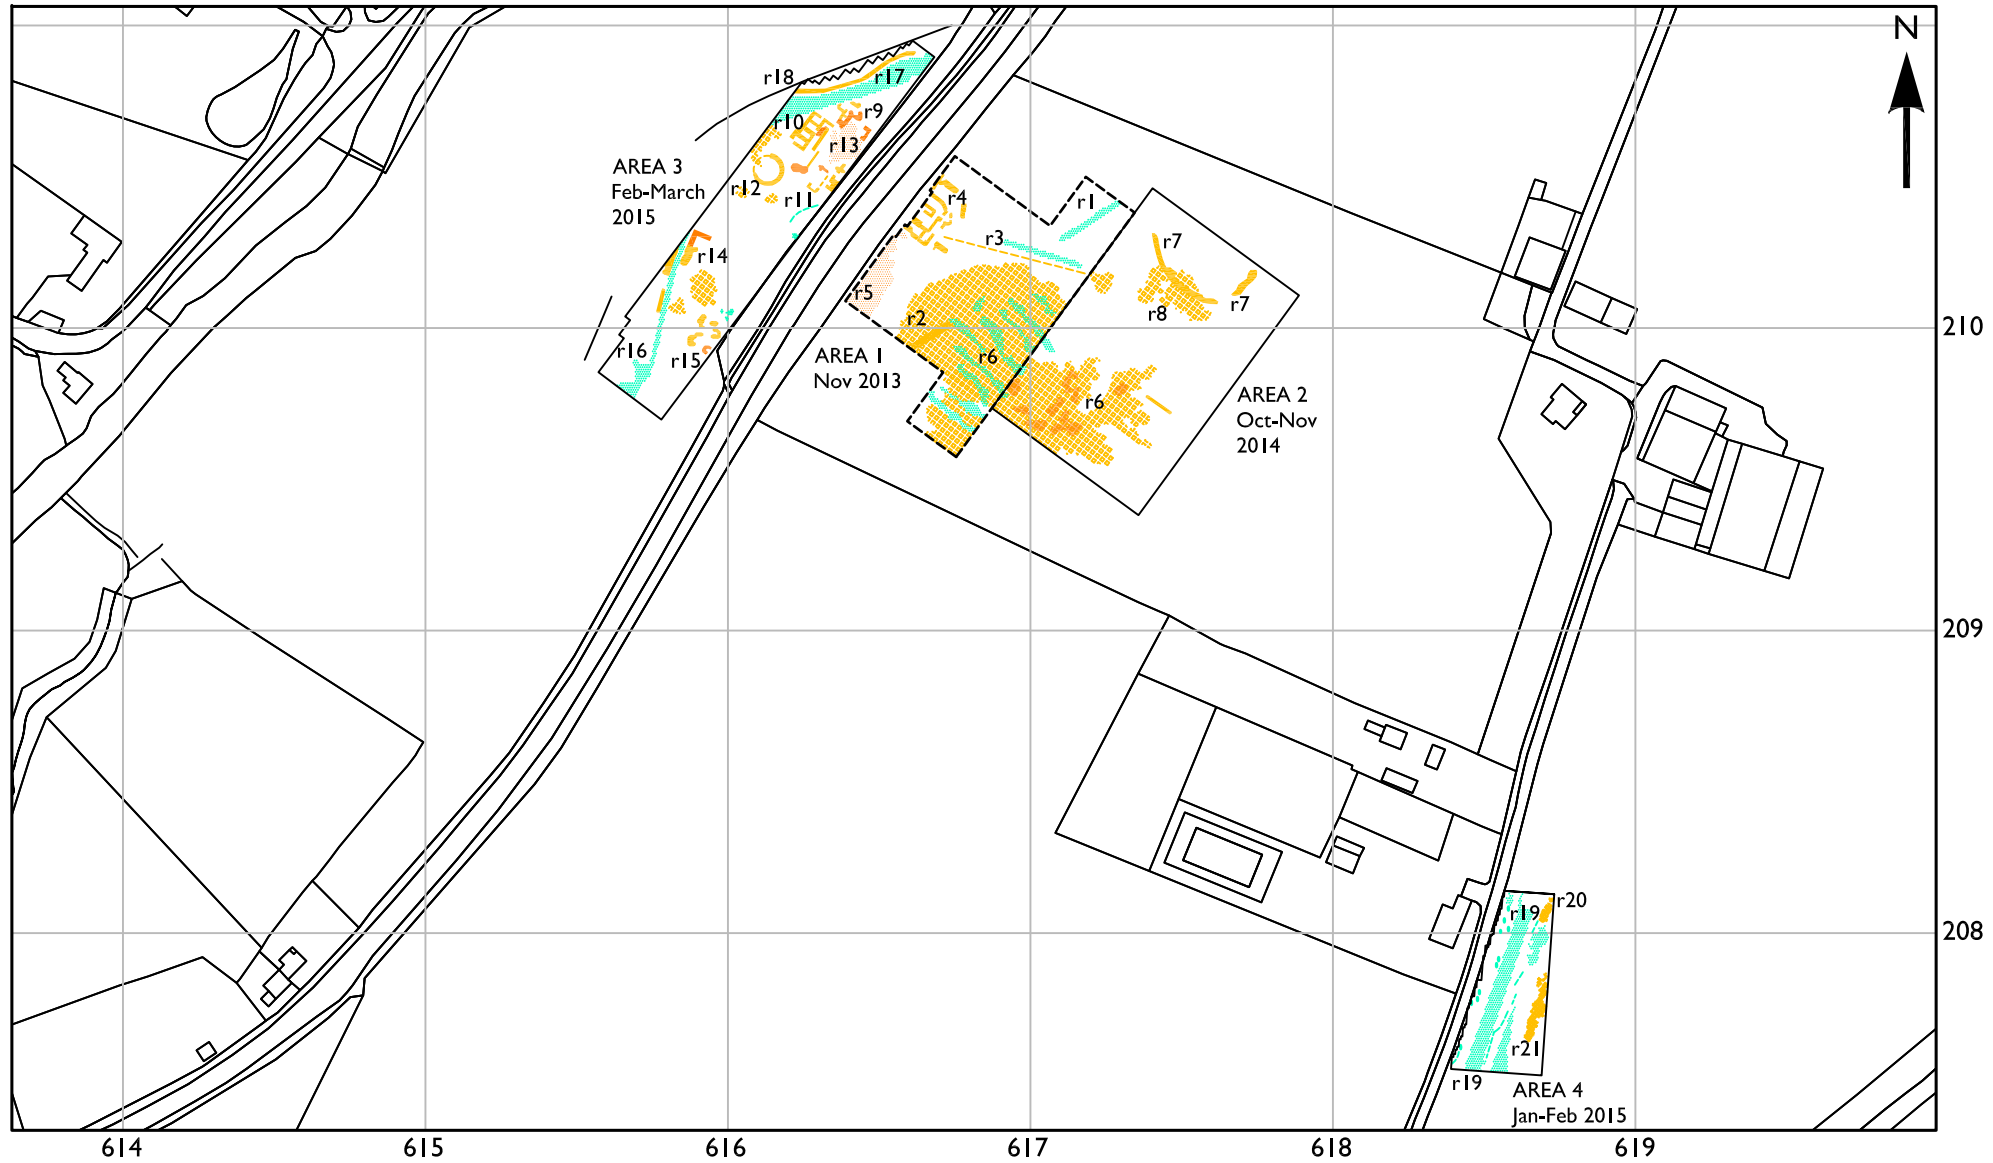 N
r18
r17
r10
r9
r13
AREA 3
Feb-March
2015
r12
r11
r4
r1
r3
r7
r14
r5
r7
r8
r2
210
r16
r15
AREA 1
Nov 2013
r6
r6
AREA 2
Oct-Nov
2014
209
r19
r20
208
r21
r19
AREA 4
Jan-Feb 2015
614
615
616
617
618
619